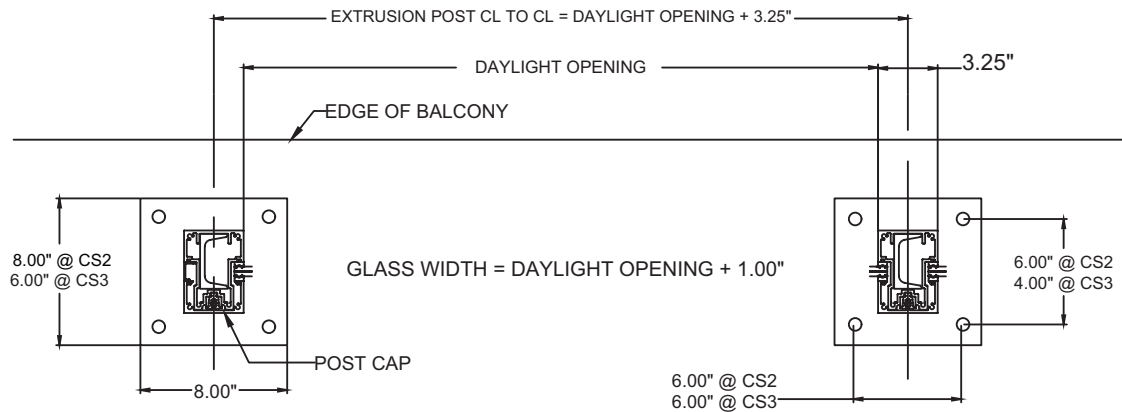 EXTRUSION POST CL TO CL = DAYLIGHT OPENING + 3.25"
DAYLIGHT OPENING
3.25"
EDGE OF BALCONY
8.00" @ CS2
6.00" @ CS3
GLASS WIDTH = DAYLIGHT OPENING + 1.00"
6.00" @ CS2
4.00" @ CS3
POST CAP
8.00"
6.00" @ CS2
6.00" @ CS3